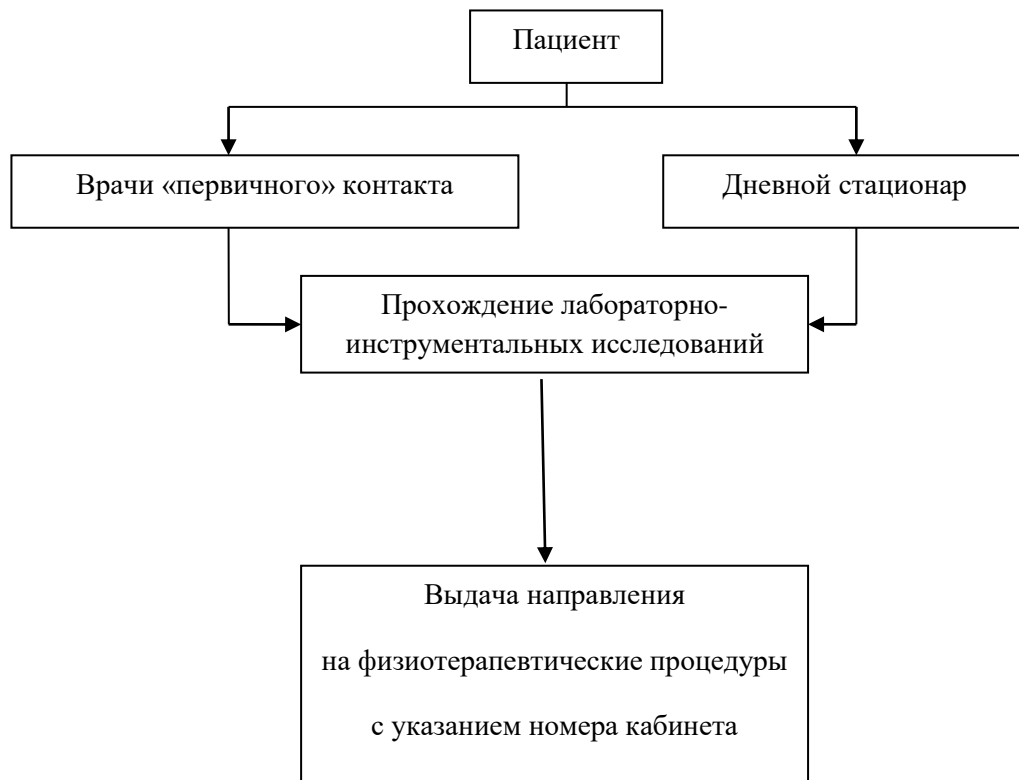 Пациент
Врачи «первичного» контакта
Дневной стационар
Прохождение лабораторно-
инструментальных исследований
Выдача направления
на физиотерапевтические процедуры
с указанием номера кабинета